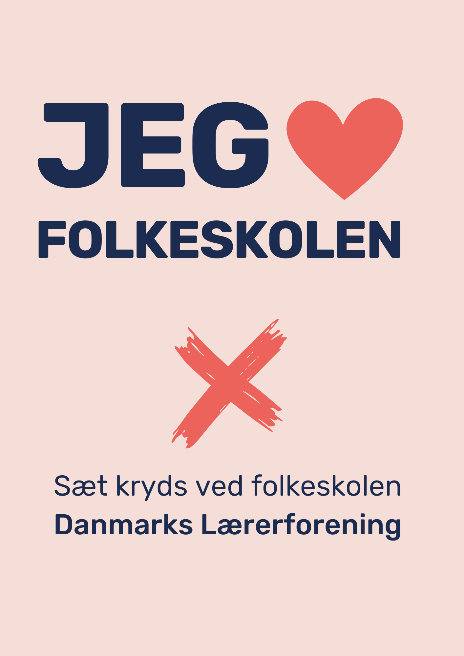 JEG
FOLKESKOLEN
Sæt kryds ved folkeskolen
Danmarks Lærerforening